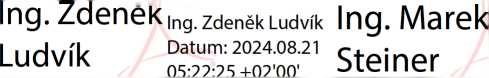 Ing. Zdeněk
Ludvík
Ing. Zdeněk Ludvík
Datum: 2024.08.21
05:22:25 +02'00'
Ing. Marek
Steiner